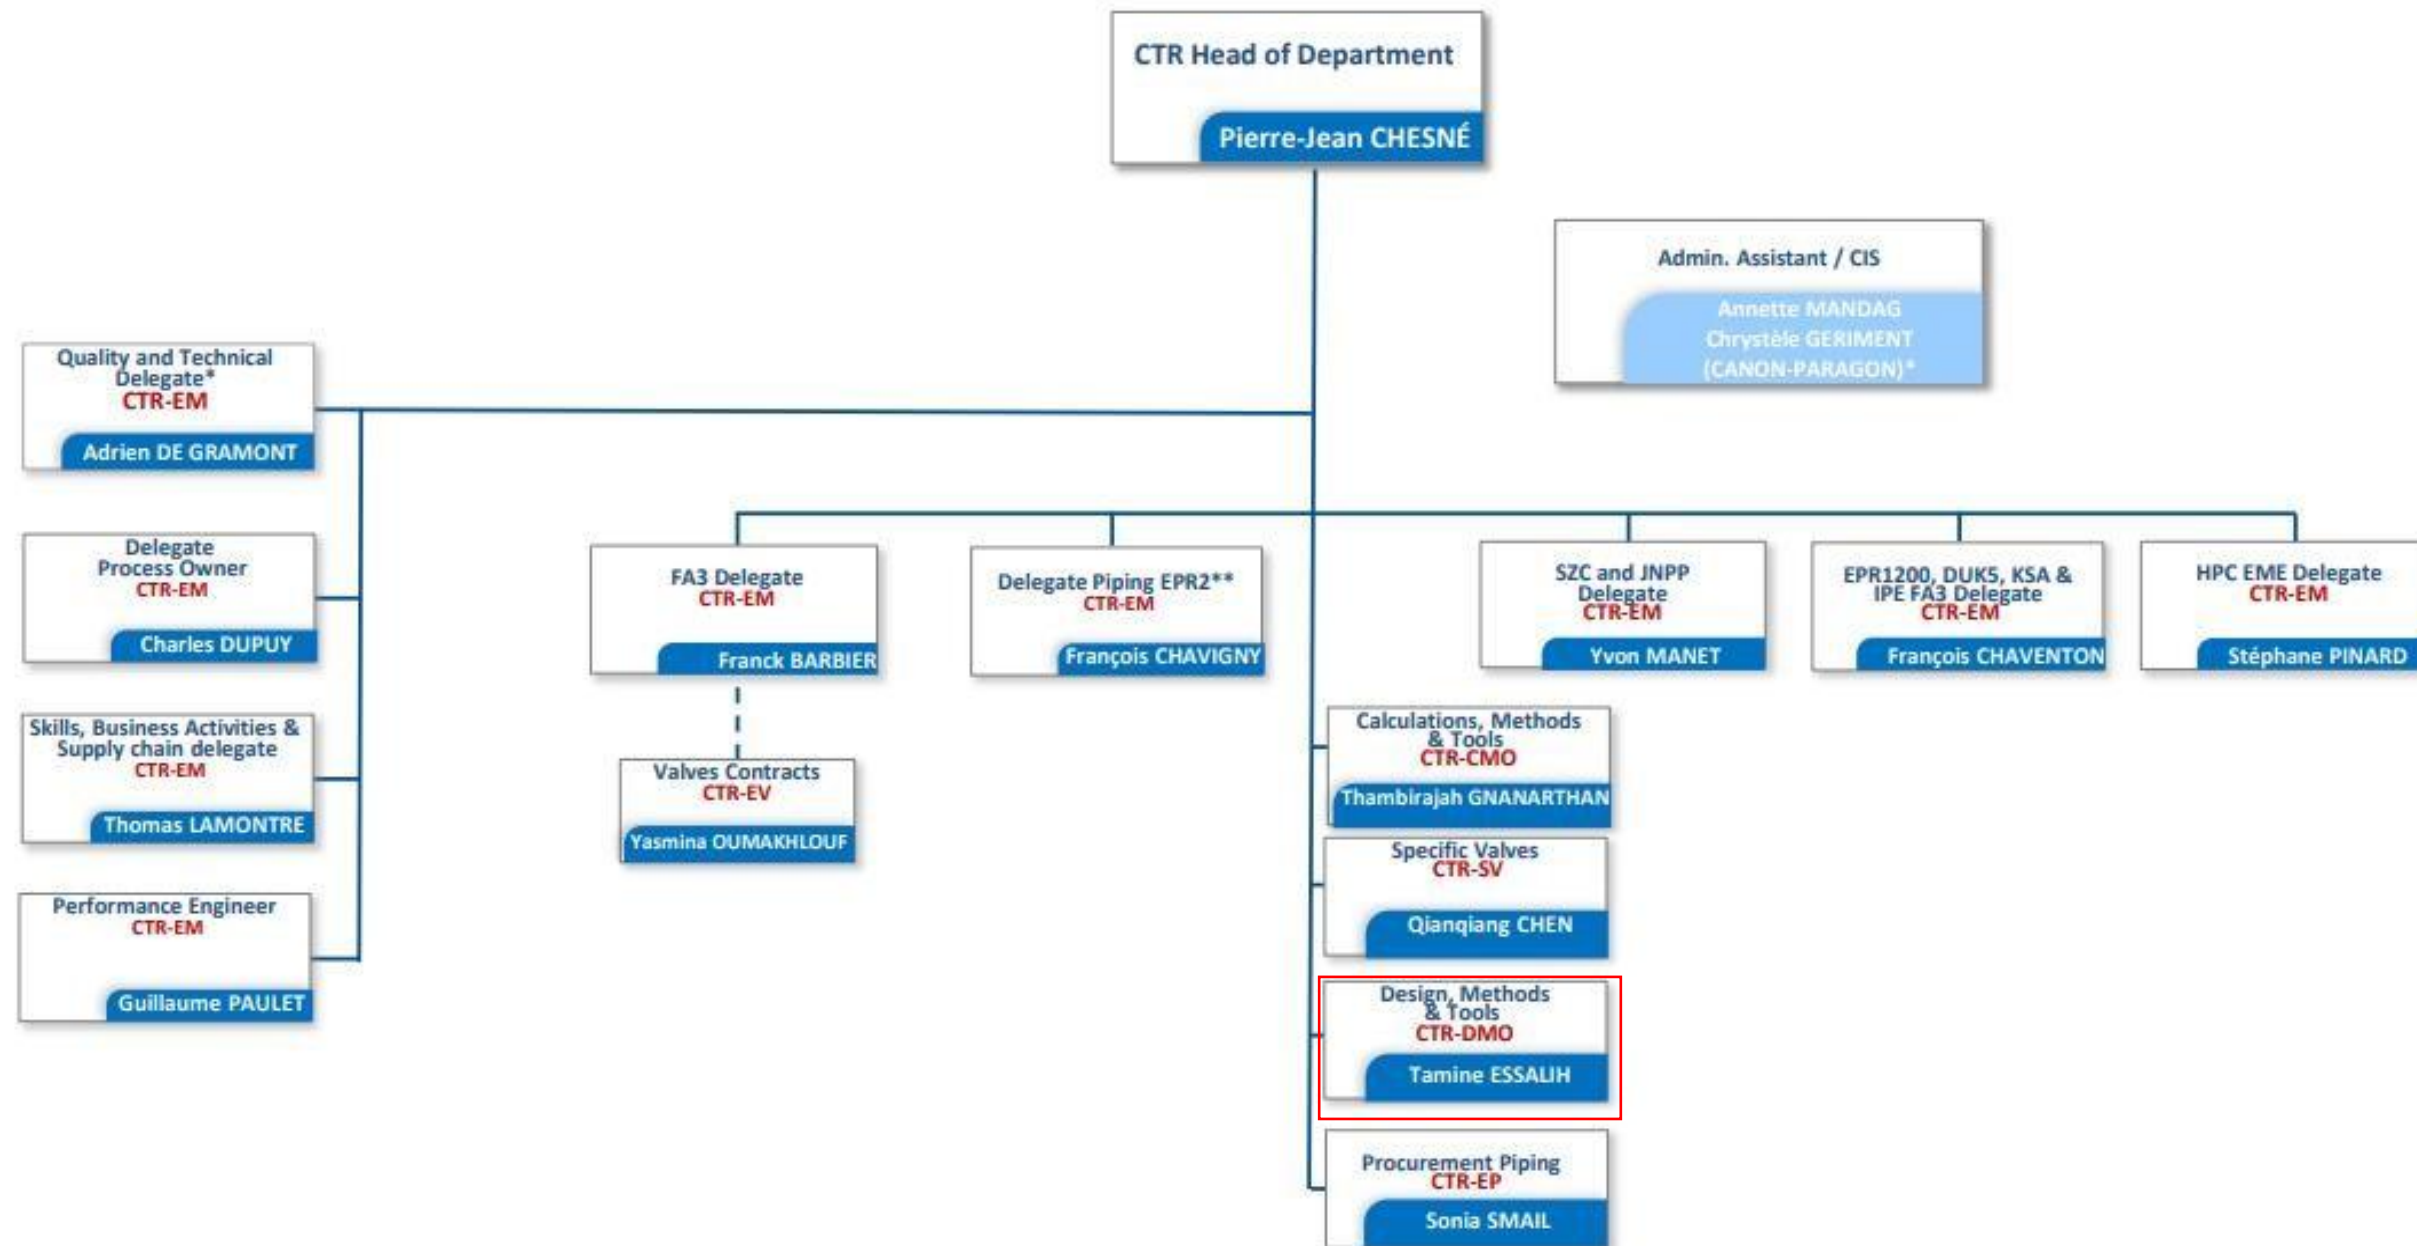 CTR Head of Department
Pierre-Jean CHESNÉ
Admin. Assistant / CIS
Annette MANDAG
Chrystèle GERIMENT
(CANON-PARAGON)*
Quality and Technical
Delegate*
CTR-EM
Adrien DE GRAMONT
Delegate
Process Owner
CTR-EM
Charles DUPUY
Skills, Business Activities &
Supply chain delegate
CTR-EM
Thomas LAMONTRE
Performance Engineer
CTR-EM
Guillaume PAULET
FA3 Delegate
CTR-EM
Franck BARBIER
Valves Contracts
CTR-EV
Yasmina OUMAKHLOUF
Delegate Piping EPR2**
CTR-EM
François CHAVIGNY
SZC and JNPP
Delegate
CTR-EM
Yvon MANET
EPR1200, DUK5, KSA &
IPE FA3 Delegate
CTR-EM
François CHAVENTON
HPC EME Delegate
CTR-EM
Stéphane PINARD
Calculations, Methods
& Tools
CTR-CMO
Thambirajah GNANARTHAN
Specific Valves
CTR-SV
Qianqiang CHEN
Design, Methods
& Tools
CTR-DMO
Tamine ESSALIH
Procurement Piping
CTR-EP
Sonia SMAIL